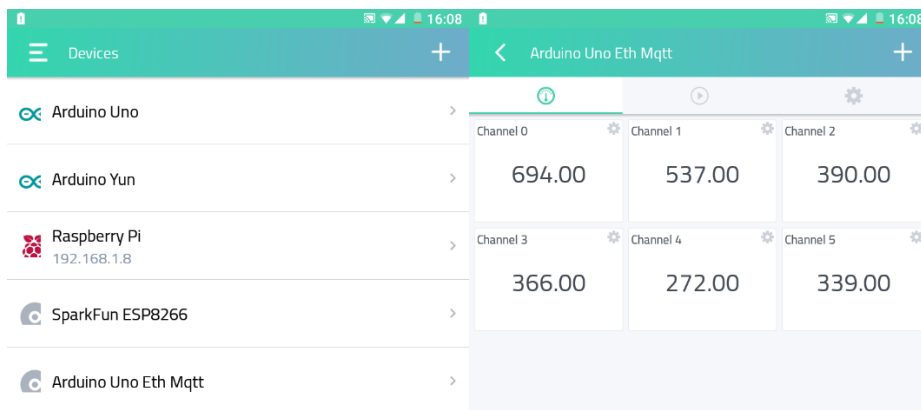 16:08
Devices
Arduino Uno
Arduino Yun
Raspberry Pi
192.168.1.8
SparkFun ESP8266
Arduino Uno Eth Mqtt
16:08
Arduino Uno Eth Mqtt
Channel 0 Channel 1 Channel 2
694.00 537.00 390.00
Channel 3 Channel 4 Channel 5
366.00 272.00 339.00